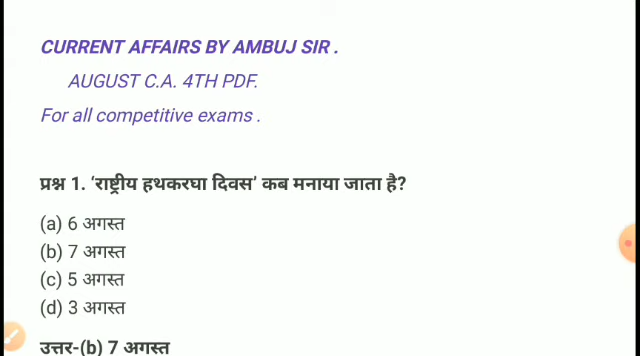 CURRENT AFFAIRS BY AMBUJ SIR .
AUGUST C.A. 4TH PDF.
For all competitive exams .
प्रश्न 1. ‘राष्ट्रीय हथकरघा दिवस’ कब मनाया जाता है?
(a) 6 अगस्त
(b) 7 अगस्त
(c) 5 अगस्त
(d) 3 अगस्त
उत्तर-(b) 7 अगस्त